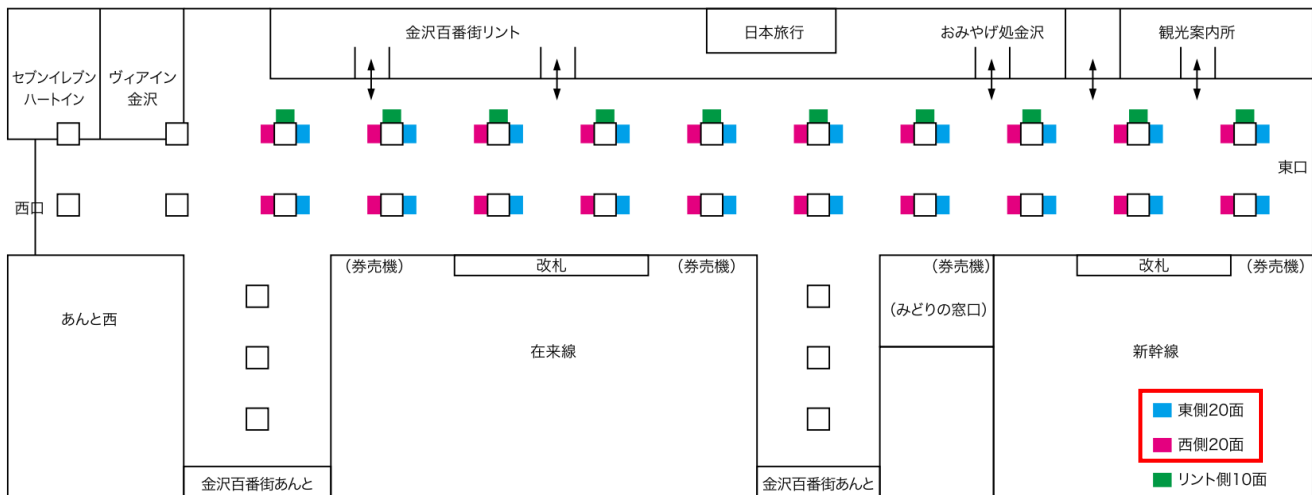 金沢百番街リント
日本旅行
おみやげ処金沢
観光案内所
セブンイレブン
ハートイン
ヴィアイン
金沢
東口
西口
(券売機)
改札
(券売機)
(券売機)
改札
(券売機)
(みどりの窓口)
あんと西
在来線
新幹線
東側20面
西側20面
リント側10面
金沢百番街あんと
金沢百番街あんと